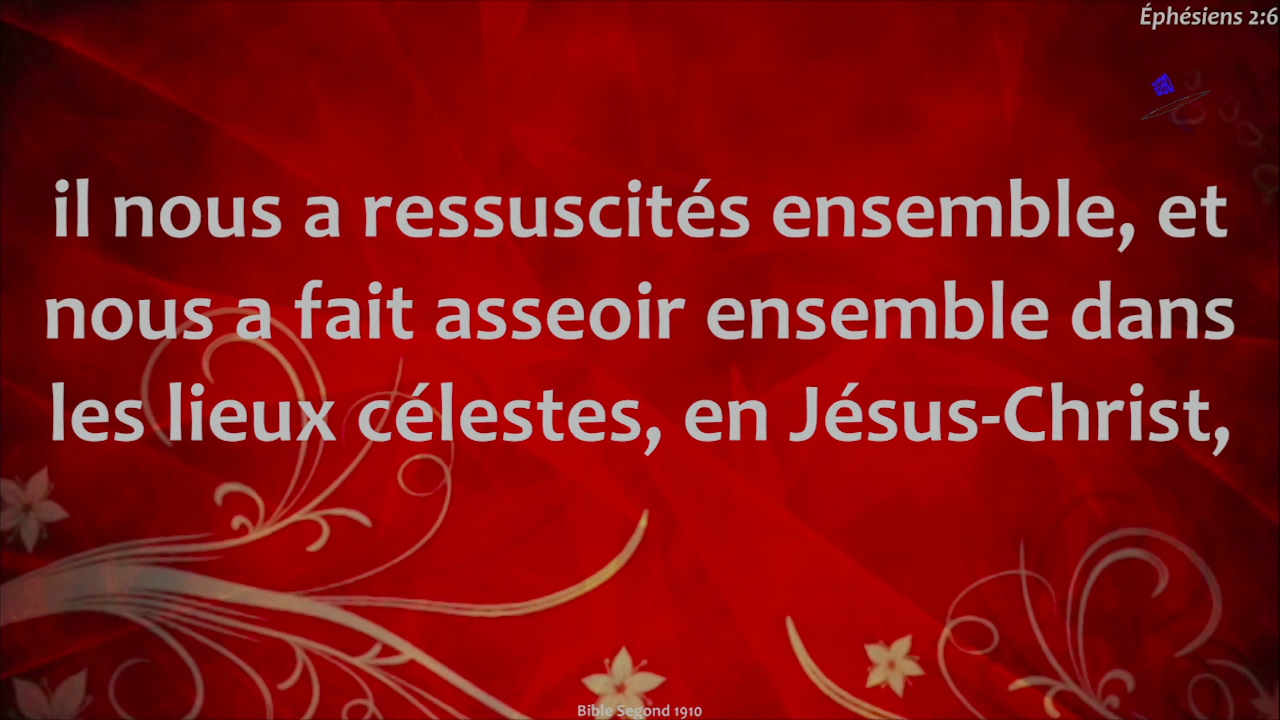 Éphésiens 2:6
il nous a ressuscités ensemble, et
nous a fait asseoir ensemble dans
les lieux célestes, en Jésus-Christ,
Bible Segond 1910